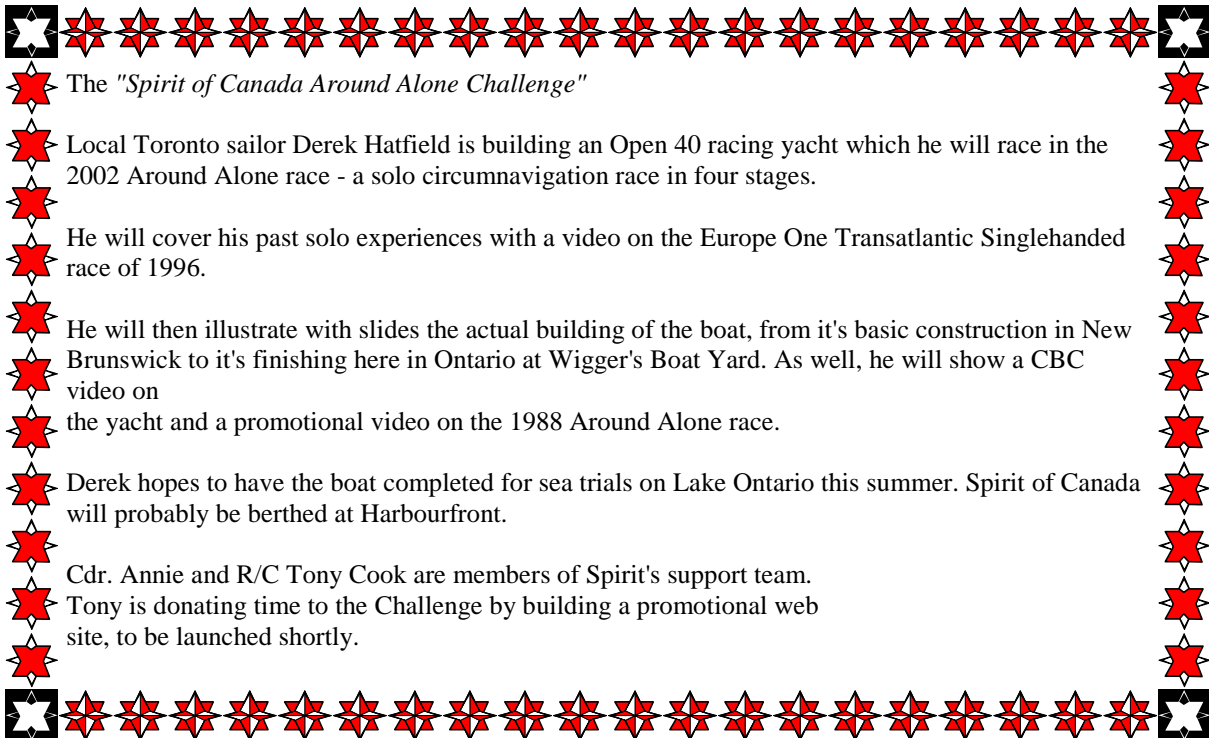 The "Spirit of Canada Around Alone Challenge"
Local Toronto sailor Derek Hatfield is building an Open 40 racing yacht which he will race in the
2002 Around Alone race - a solo circumnavigation race in four stages.
He will cover his past solo experiences with a video on the Europe One Transatlantic Singlehanded
race of 1996.
He will then illustrate with slides the actual building of the boat, from it's basic construction in New
Brunswick to it's finishing here in Ontario at Wigger's Boat Yard. As well, he will show a CBC
video on
the yacht and a promotional video on the 1988 Around Alone race.
Derek hopes to have the boat completed for sea trials on Lake Ontario this summer. Spirit of Canada
will probably be berthed at Harbourfront.
Cdr. Annie and R/C Tony Cook are members of Spirit's support team.
Tony is donating time to the Challenge by building a promotional web
site, to be launched shortly.